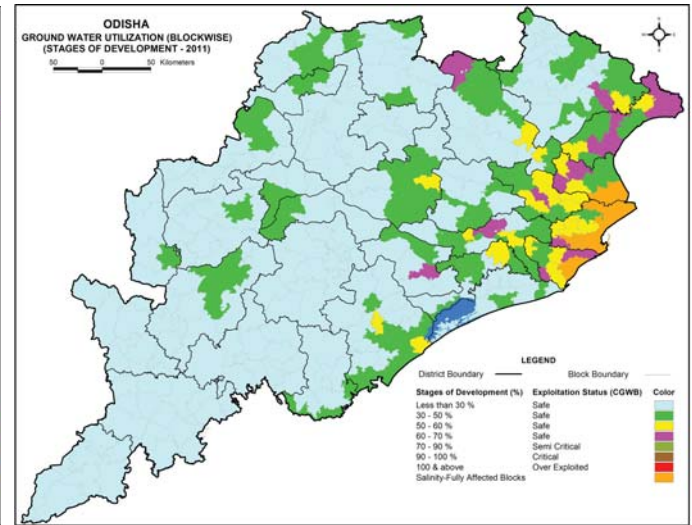 ODISHA
GROUND WATER UTILIZATION (BLOCKWISE)
(STAGES OF DEVELOPMENT - 2011)
50 0 50 Kilometers
N
LEGEND
District Boundary Block Boundary
Stages of Development (%) Exploitation Status (CGWB) Color
Less than 30 % Safe
30 - 50 % Safe
50 - 60 % Safe
60 - 70 % Safe
70 - 90 % Semi Critical
90 - 100 % Critical
100 & above Over Exploited
Salinity-Fully Affected Blocks